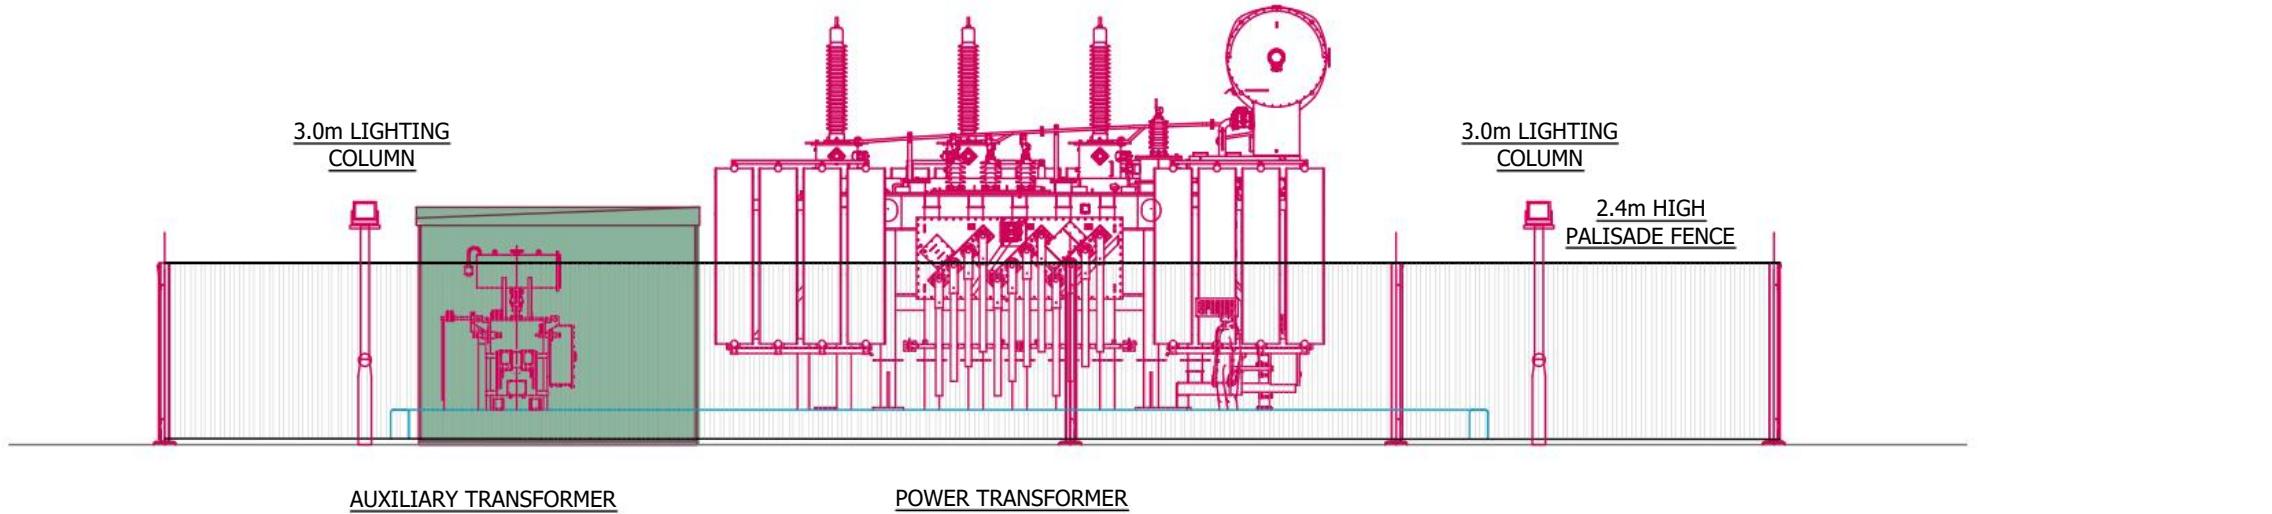 3.0m LIGHTING
COLUMN
3.0m LIGHTING
COLUMN
2.4m HIGH
PALISADE FENCE
AUXILIARY TRANSFORMER
POWER TRANSFORMER